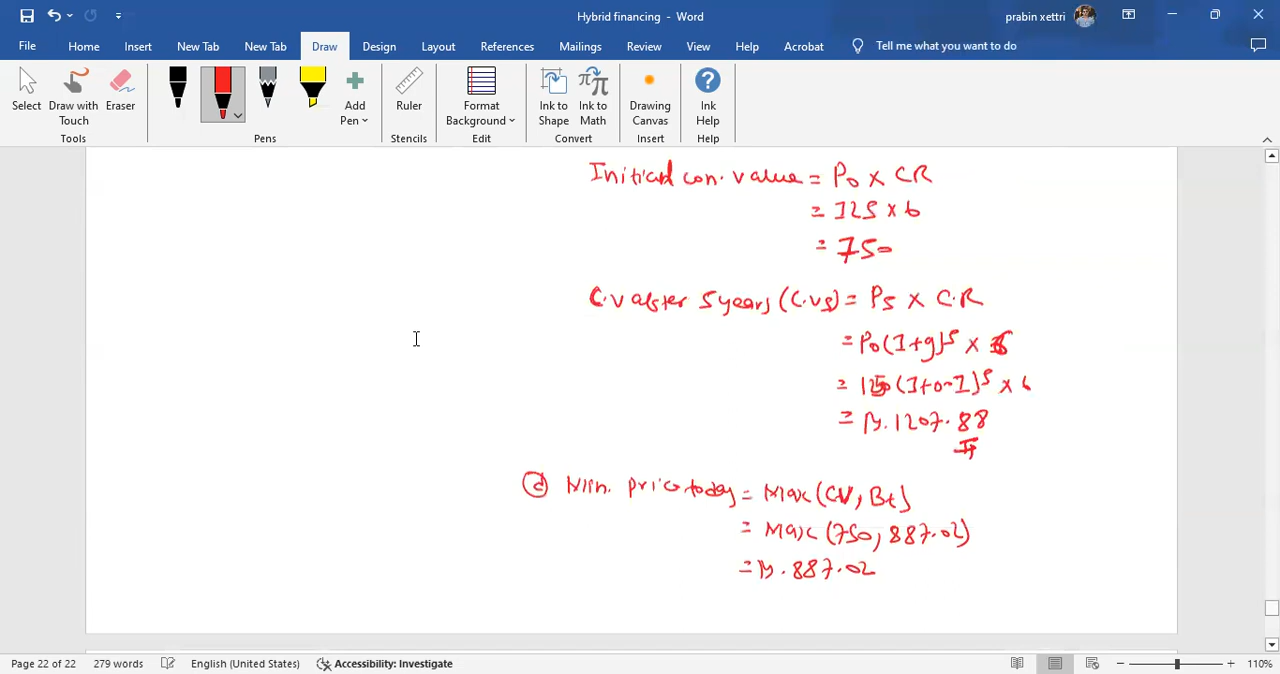 Hybrid financing - Word
prabin xettri
File Home Insert New Tab New Tab Draw Design Layout References Mailings Review View Help Acrobat Tell me what you want to do
Select Draw with Touch Eraser Add Pen Ruler Format Background Ink to Shape Ink to Math Drawing Canvas Ink Help
Tools Pens Stencils Edit Convert Insert Help
Initial con. value = P0 x CR
= 125 x 6
= 750
C.V after 5 years (C.V5) = P5 x C.R
= P0(1+g)^5 x 6
= 125(1+0.1)^5 x 6
= Rs.1207.88
d Min. price today = Max(CV, Bt)
= Max(750, 887.02)
= Rs.887.02
Page 22 of 22 279 words English (United States) Accessibility: Investigate 110%